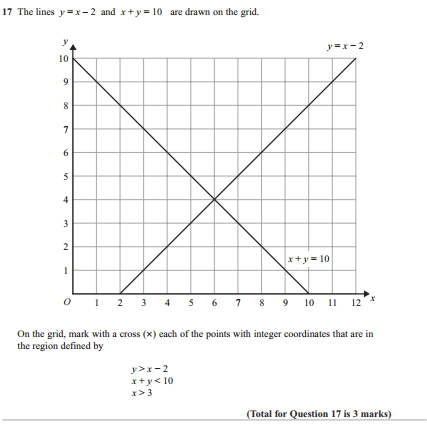 17 The lines y = x – 2 and x + y = 10 are drawn on the grid.
y
y = x – 2
10
9
8
7
6
5
4
3
2
1
x + y = 10
O 1 2 3 4 5 6 7 8 9 10 11 12 x
On the grid, mark with a cross (×) each of the points with integer coordinates that are in
the region defined by
y > x – 2
x + y < 10
x > 3
(Total for Question 17 is 3 marks)